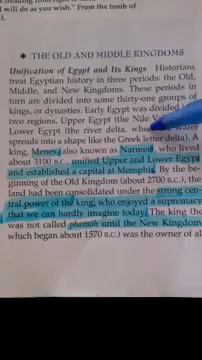 will do as you wish." From the tomb of
◆ THE OLD AND MIDDLE KINGDOMS
Unification of Egypt and Its Kings Historians
treat Egyptian history in three periods: the Old,
Middle, and New Kingdoms. These periods in
turn are divided into some thirty-one groups of
kings, or dynasties. Early Egypt was divided
two regions. Upper Egypt (the Nile V
Lower Egypt (the river delta, whe water
spreads into a shape like the Greek letter delta). A
king, Menes, also known as Narmer, who lived
about 3100 B.C., unified Upper and Lower Egypt
and established a capital at Memphis. By the be-
ginning of the Old Kingdom (about 2700 B.C.), the
land had been consolidated under the strong cen-
tral power of the king, who enjoyed a supremacy
that we can hardly imagine today. The king (he
was not called pharaoh until the New Kingdom
which began about 1570 B.C.) was the owner of al